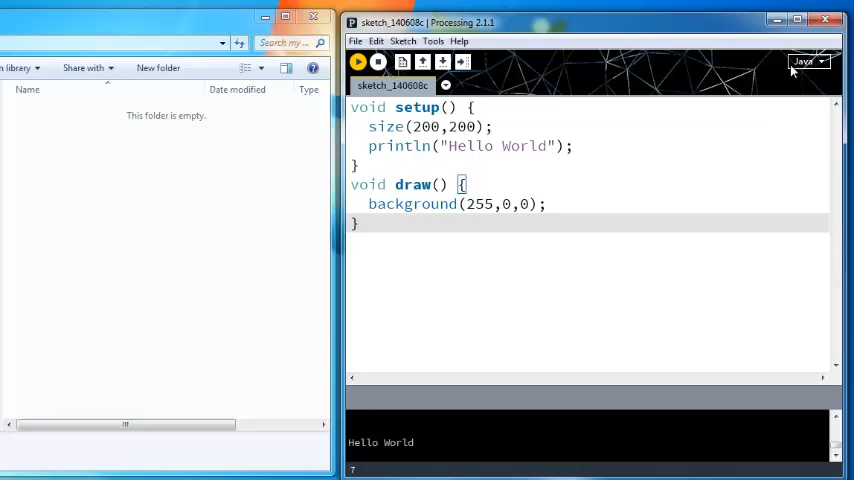 Search my ...
n library
Share with
New folder
Name
Date modified
Type
This folder is empty.
P
sketch_140608c | Processing 2.1.1
File Edit Sketch Tools Help
Java
sketch_140608c
void setup() {
size(200,200);
println("Hello World");
}
void draw() {
background(255,0,0);
}
Hello World
7